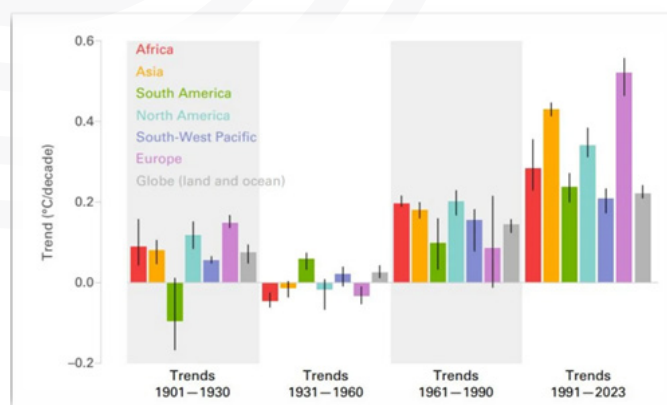 0.6
0.4
0.2
0.0
–0.2
Trend (°C/decade)
Africa
Asia
South America
North America
South-West Pacific
Europe
Globe (land and ocean)
Trends
1901—1930
Trends
1931—1960
Trends
1961—1990
Trends
1991—2023